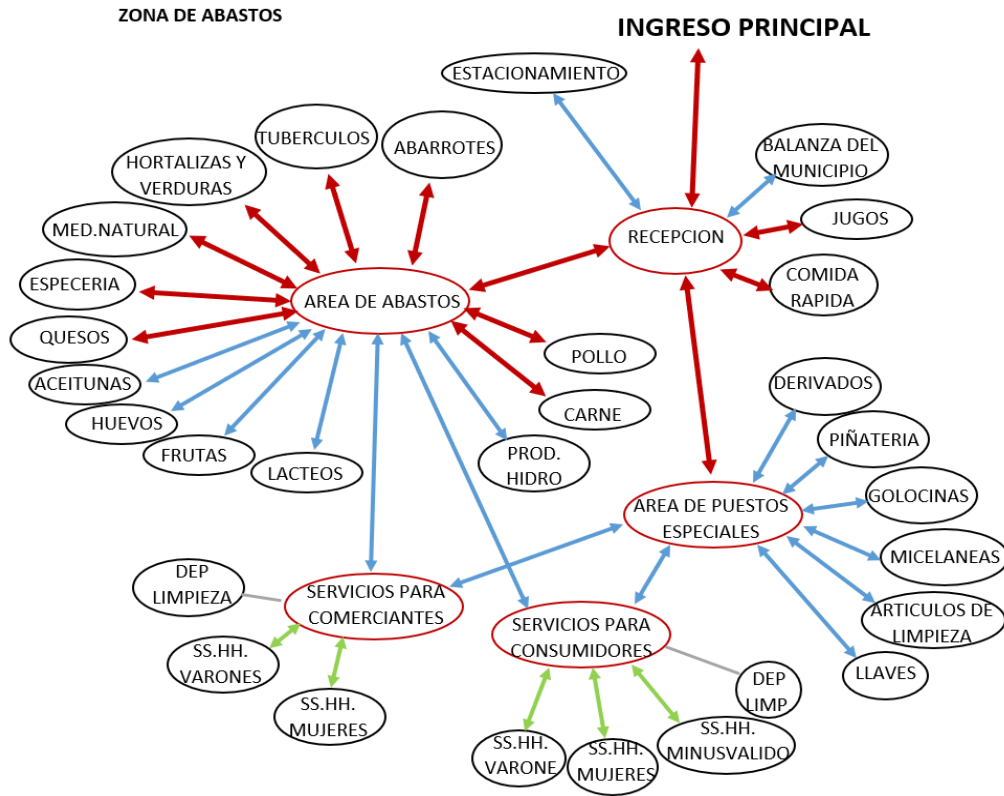 ZONA DE ABASTOS
INGRESO PRINCIPAL
ESTACIONAMIENTO
TUBERCULOS
ABARROTES
HORTALIZAS Y
VERDURAS
BALANZA DEL
MUNICIPIO
MED.NATURAL
JUGOS
RECEPCION
ESPECERIA
COMIDA
RAPIDA
AREA DE ABASTOS
QUESOS
POLLO
ACEITUNAS
DERIVADOS
CARNE
HUEVOS
PIÑATERIA
FRUTAS
LACTEOS
PROD.
HIDRO
GOLOCINAS
AREA DE PUESTOS
ESPECIALES
MICELANEAS
DEP
LIMPIEZA
SERVICIOS PARA
COMERCIANTES
ARTICULOS DE
LIMPIEZA
SERVICIOS PARA
CONSUMIDORES
SS.HH.
VARONES
LLAVES
DEP
LIMP.
SS.HH.
MUJERES
SS.HH.
VARONE
SS.HH.
MUJERES
SS.HH.
MINUSVALIDO